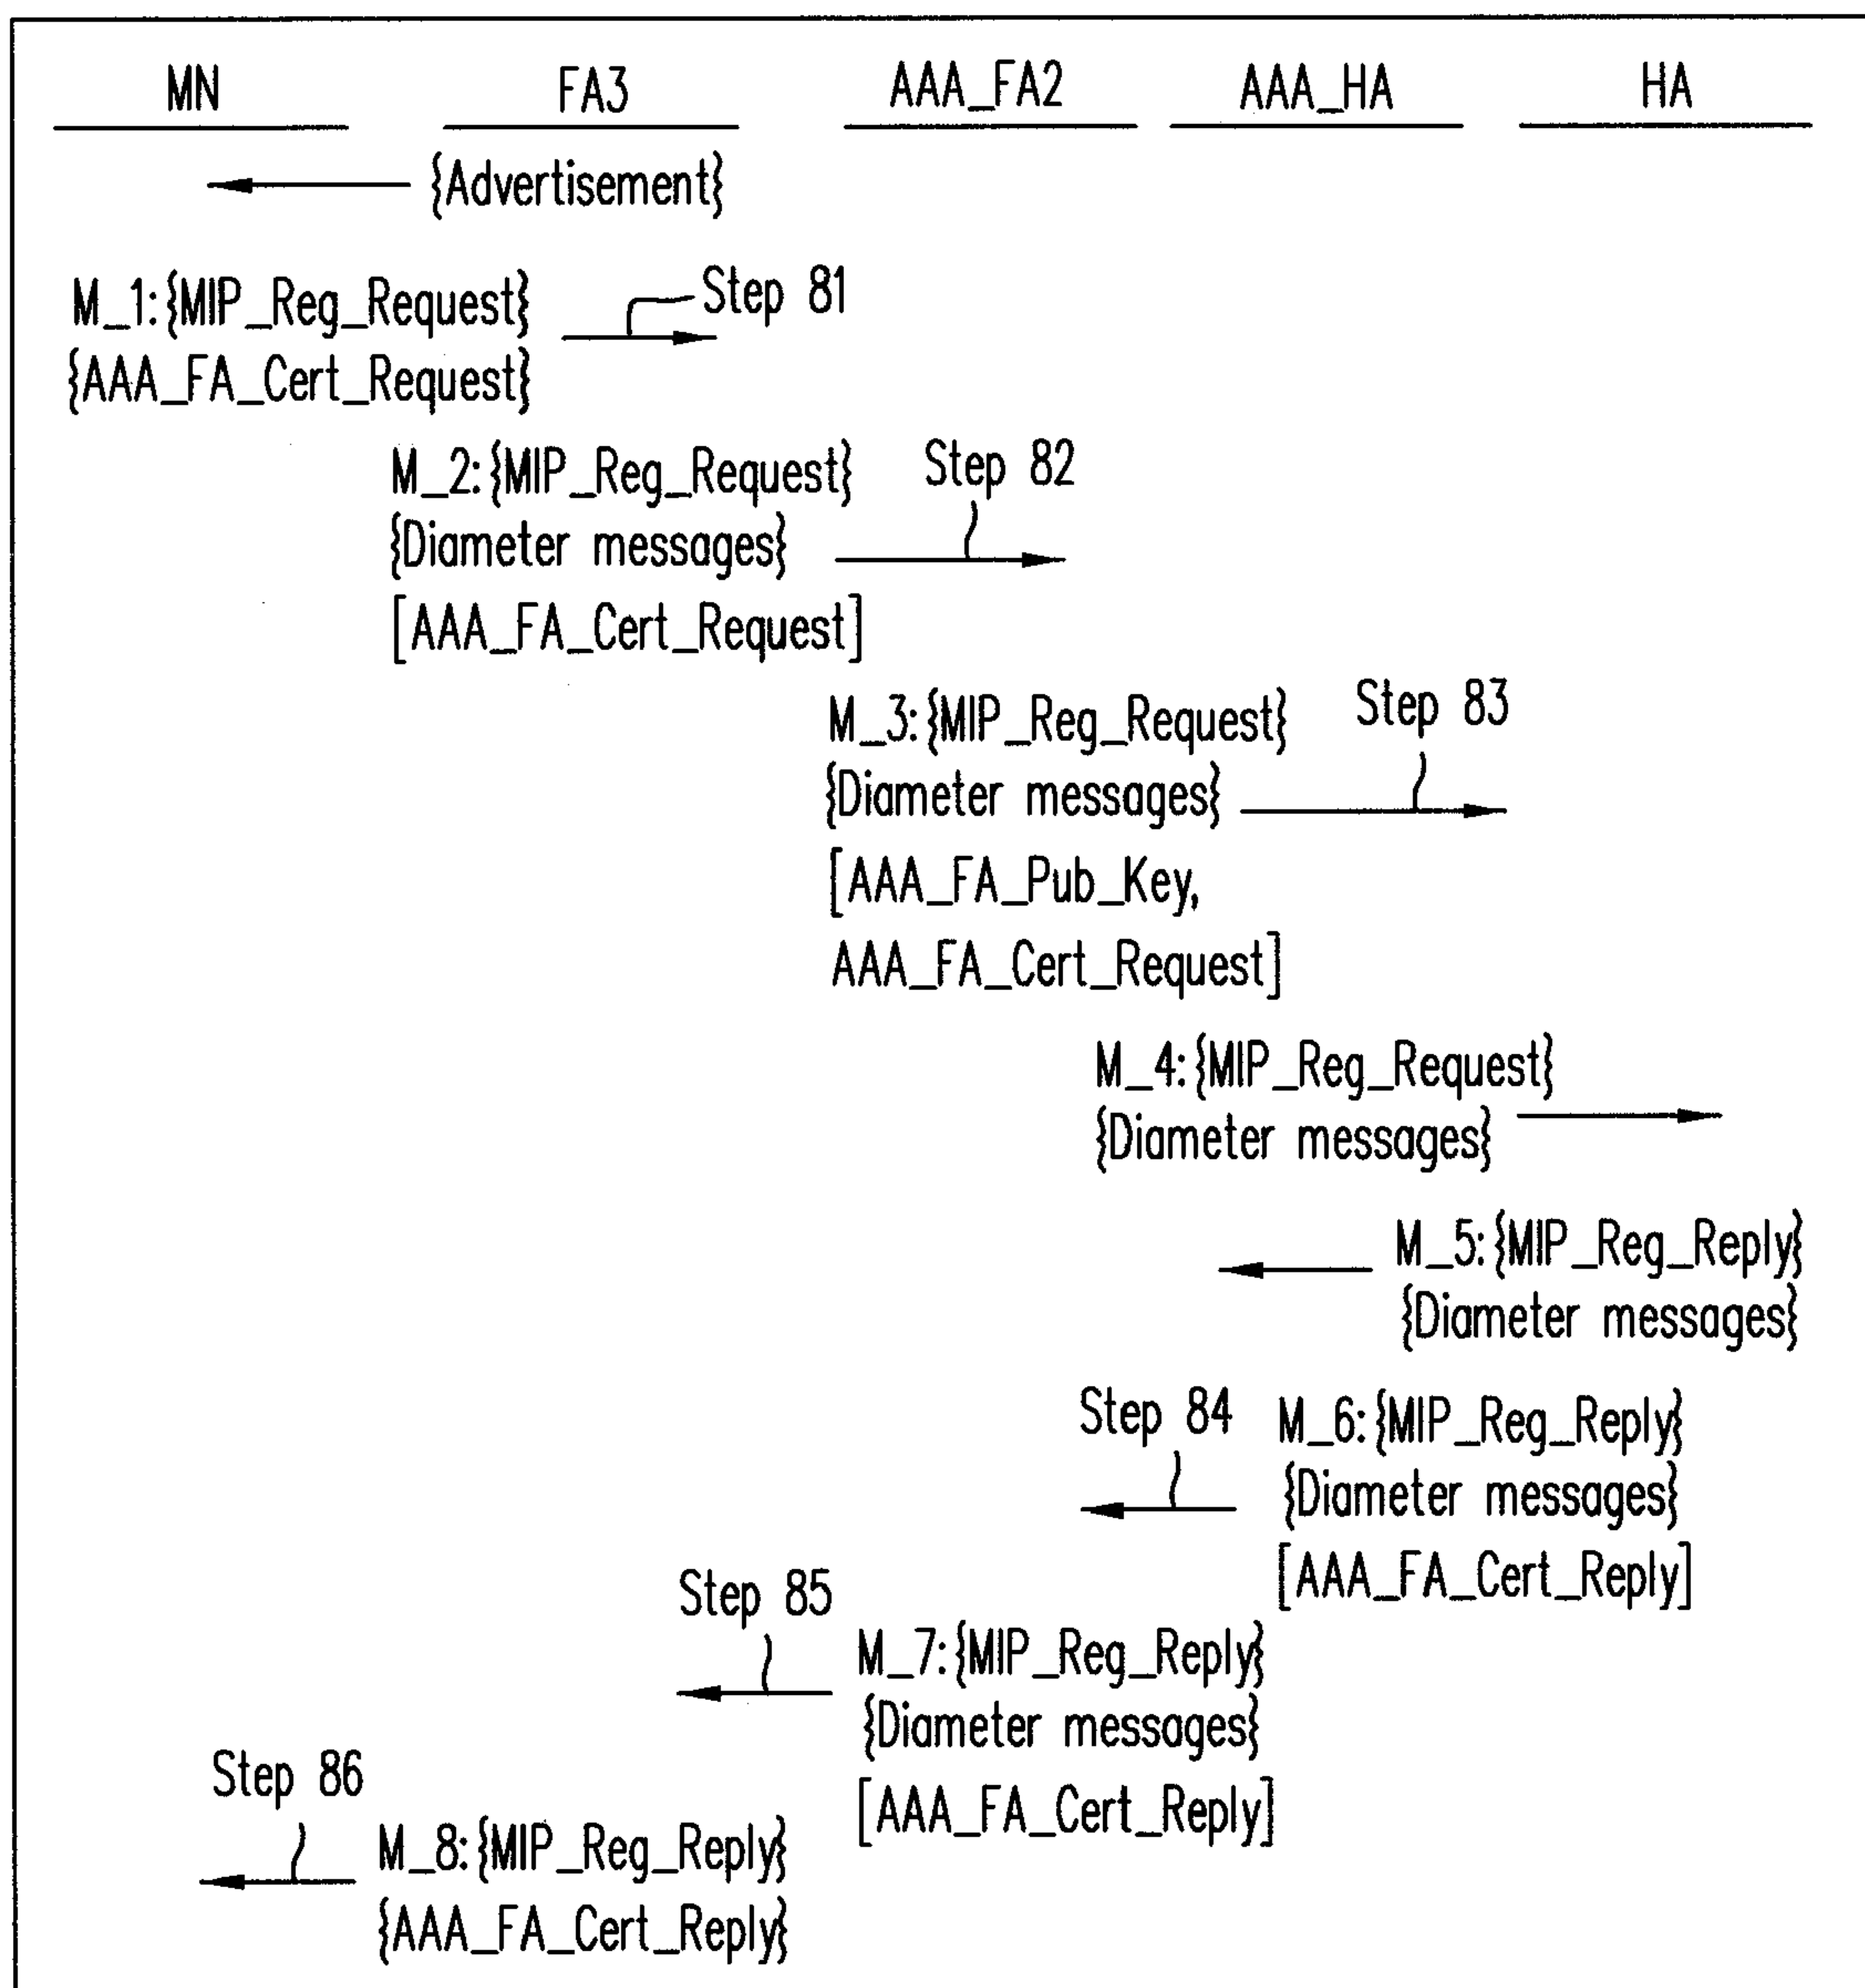 MN FA3 AAA_FA2 AAA_HA HA
{Advertisement}
M_1:{MIP_Reg_Request} Step 81
{AAA_FA_Cert_Request}
M_2:{MIP_Reg_Request} Step 82
{Diameter messages}
[AAA_FA_Cert_Request]
M_3:{MIP_Reg_Request} Step 83
{Diameter messages}
[AAA_FA_Pub_Key,
AAA_FA_Cert_Request]
M_4:{MIP_Reg_Request}
{Diameter messages}
M_5:{MIP_Reg_Reply}
{Diameter messages}
Step 84 M_6:{MIP_Reg_Reply}
{Diameter messages}
[AAA_FA_Cert_Reply]
Step 85 M_7:{MIP_Reg_Reply}
{Diameter messages}
[AAA_FA_Cert_Reply]
Step 86 M_8:{MIP_Reg_Reply}
{AAA_FA_Cert_Reply}